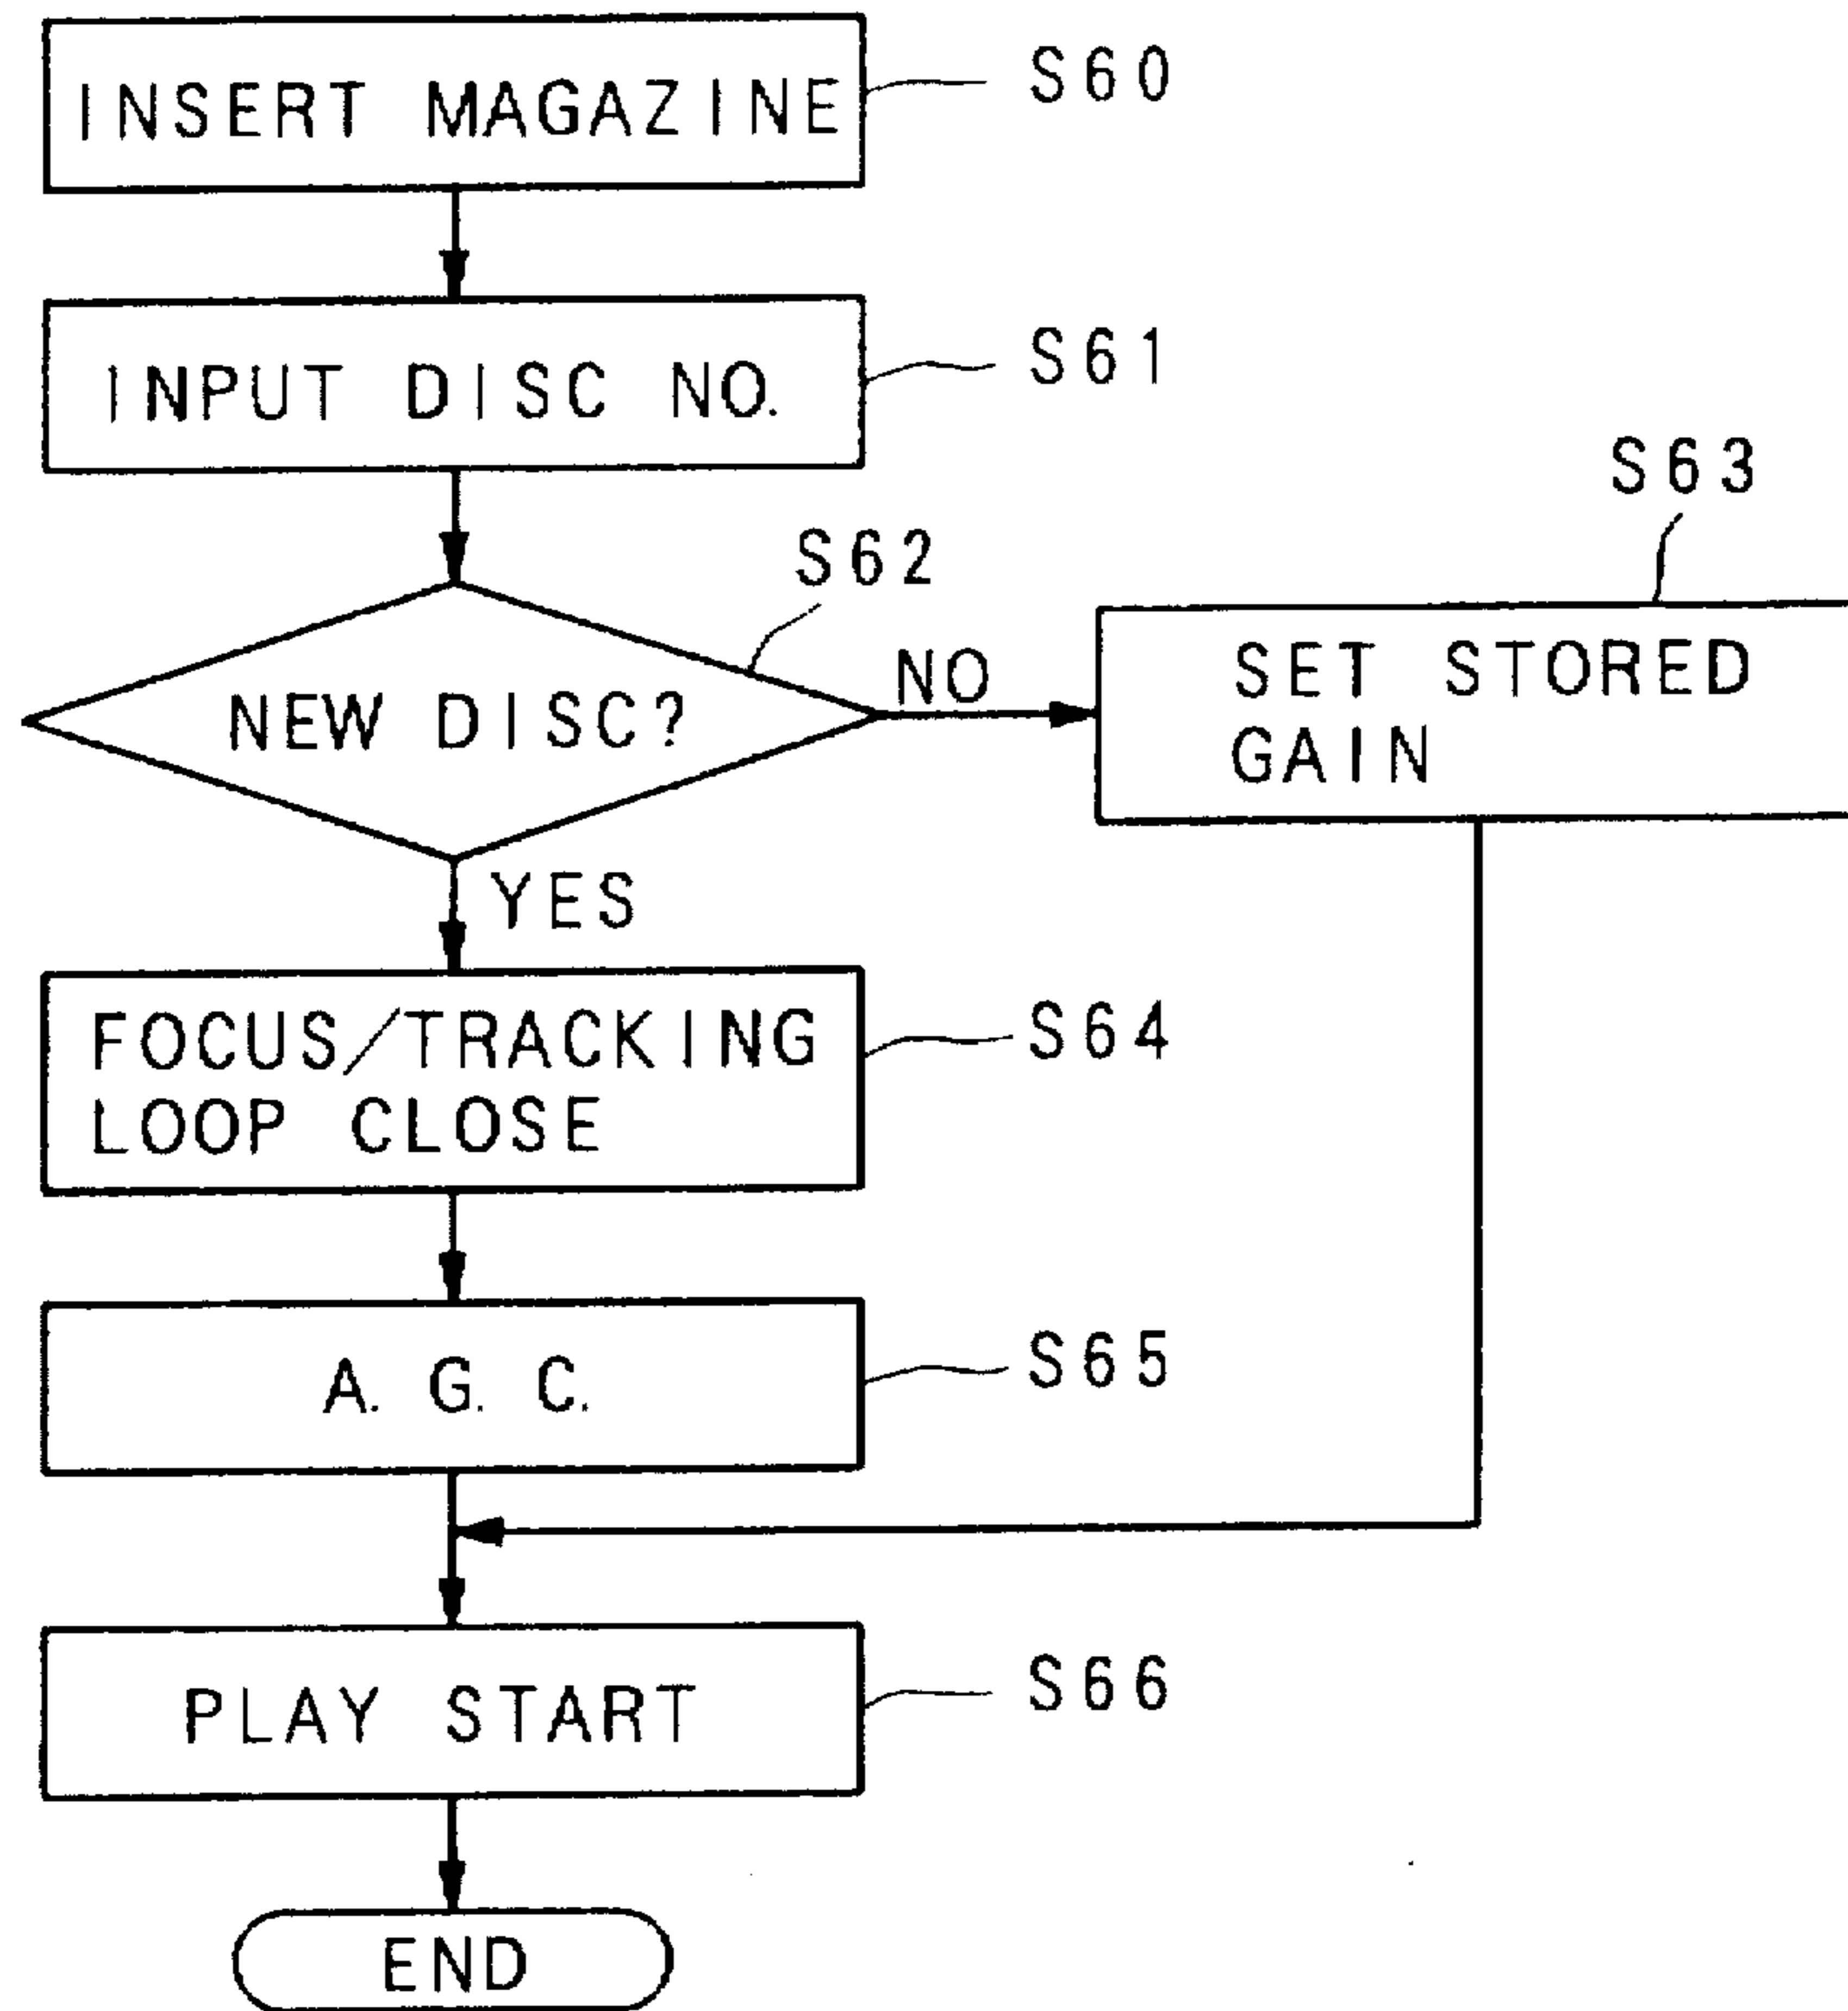 INSERT MAGAZINE
S60
INPUT DISC NO.
S61
S63
S62
NEW DISC?
NO
SET STORED
GAIN
YES
FOCUS/TRACKING
LOOP CLOSE
S64
A. G. C.
S65
PLAY START
S66
END